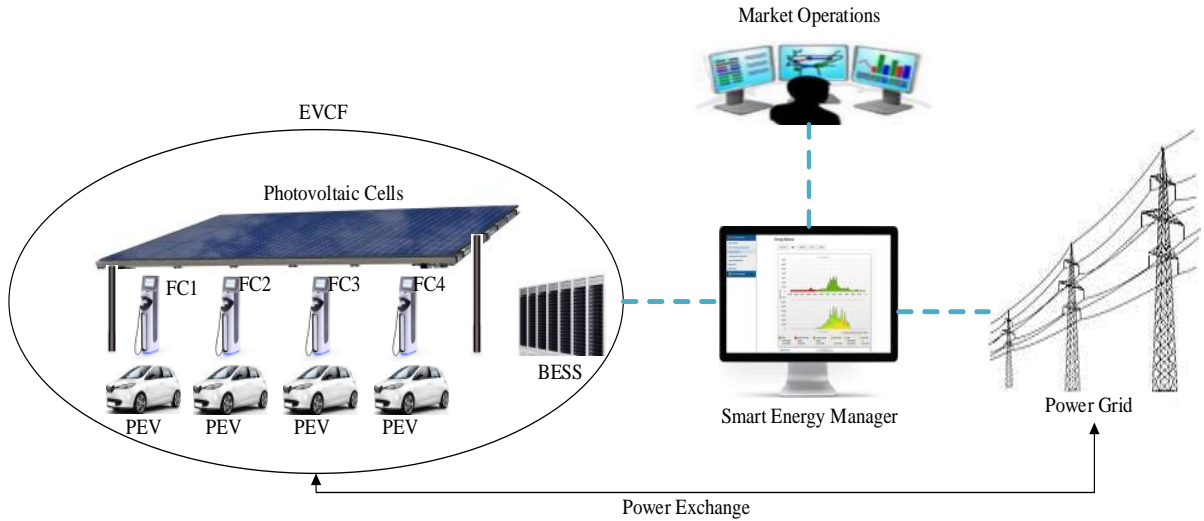 Market Operations
EVCF
Photovoltaic Cells
FC1
FC2
FC3
FC4
BESS
PEV
PEV
PEV
PEV
Smart Energy Manager
Power Grid
Power Exchange